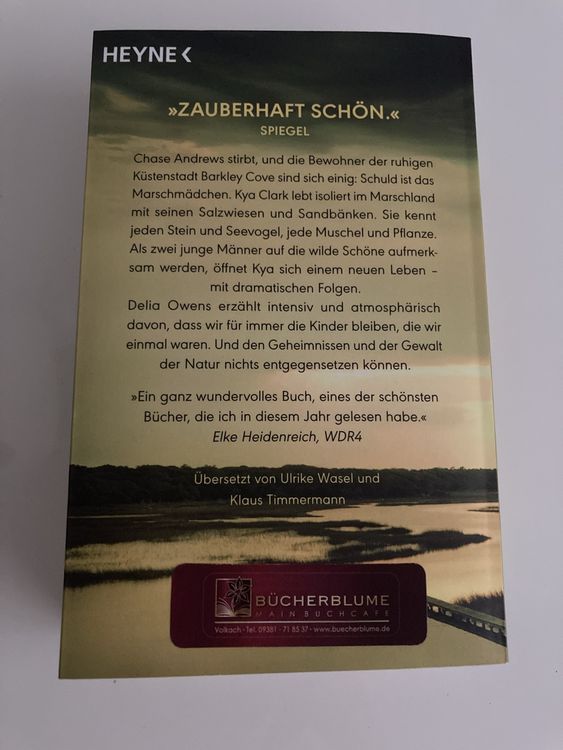 HEYNE<
»ZAUBERHAFT SCHÖN.«
SPIEGEL
Chase Andrews stirbt, und die Bewohner der ruhigen
Küstenstadt Barkley Cove sind sich einig: Schuld ist das
Marschmädchen. Kya Clark lebt isoliert im Marschland
mit seinen Salzwiesen und Sandbänken. Sie kennt
jeden Stein und Seevogel, jede Muschel und Pflanze.
Als zwei junge Männer auf die wilde Schöne aufmerk-
sam werden, öffnet Kya sich einem neuen Leben –
mit dramatischen Folgen.
Delia Owens erzählt intensiv und atmosphärisch
davon, dass wir für immer die Kinder bleiben, die wir
einmal waren. Und den Geheimnissen und der Gewalt
der Natur nichts entgegensetzen können.
»Ein ganz wundervolles Buch, eines der schönsten
Bücher, die ich in diesem Jahr gelesen habe.«
Elke Heidenreich, WDR4
Übersetzt von Ulrike Wasel und
Klaus Timmermann
BÜCHERBLUME
MAIN BUCHCAFE
Volkach · Tel. 09381 - 71 85 37 · www.buecherblume.de